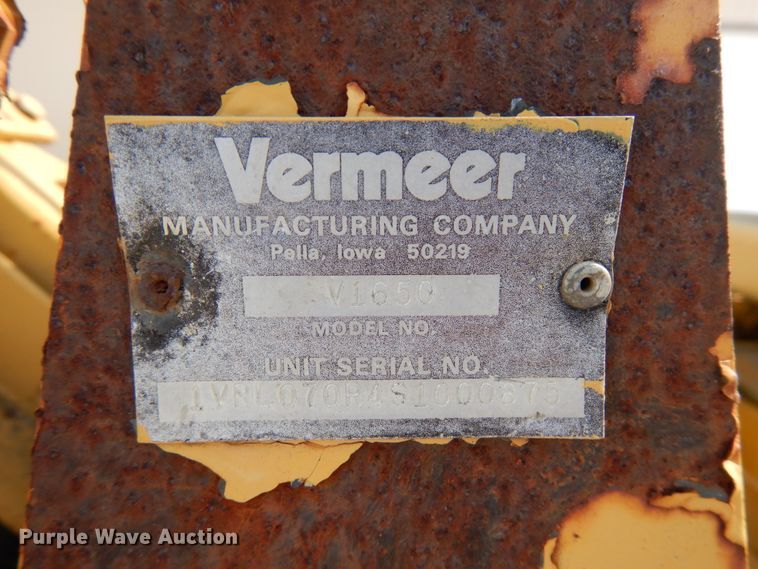 Vermeer
MANUFACTURING COMPANY
Pella, Iowa 50219
V1650
MODEL NO.
UNIT SERIAL NO.
Purple Wave Auction